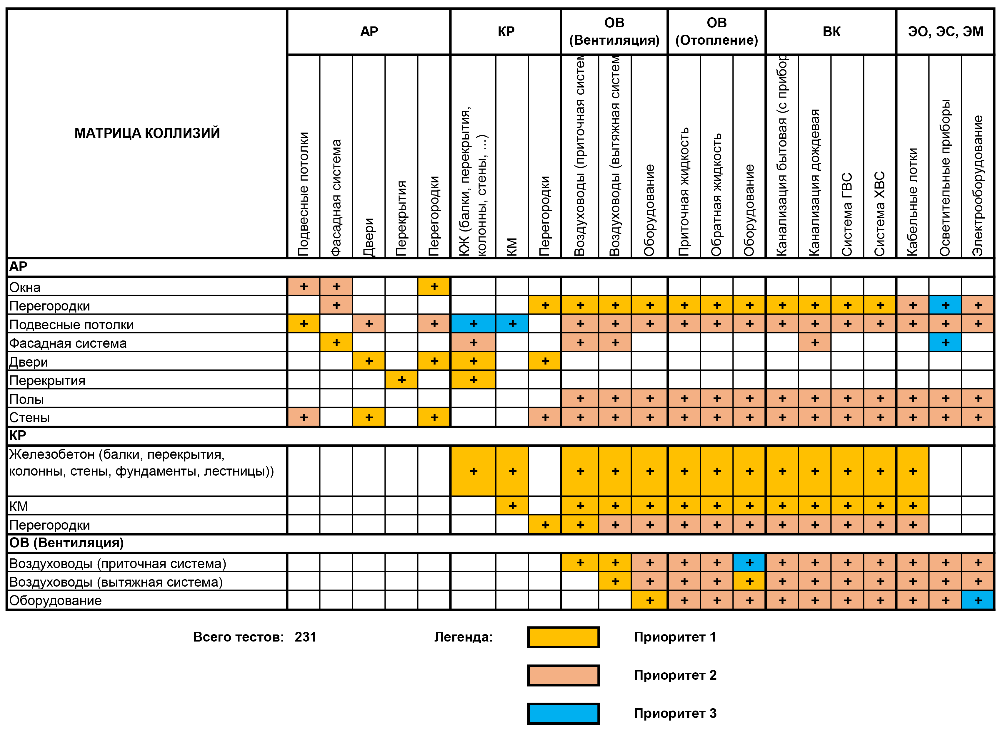 МАТРИЦА КОЛЛИЗИЙ
АР
КР
ОВ
(Вентиляция)
ОВ
(Отопление)
ВК
ЭО, ЭС, ЭМ
Подвесные потолки
Фасадная система
Двери
Перекрытия
Перегородки
КЖ (балки, перекрытия,
колонны, стены, ...)
КМ
Перегородки
Воздуховоды (приточная систем
Воздуховоды (вытяжная систем
Оборудование
Приточная жидкость
Обратная жидкость
Оборудование
Канализация бытовая (с прибор
Канализация дождевая
Система ГВС
Система ХВС
Кабельные лотки
Осветительные приборы
Электрооборудование
АР
Окна + + +
Перегородки + + + + + + + + + + + + + + +
Подвесные потолки + + + + + + + + + + + + + + + + + +
Фасадная система + + + + + +
Двери + + + +
Перекрытия + +
Полы + + + + + + + + + + + + +
Стены + + + + + + + + + + + + + + + + +
КР
Железобетон (балки, перекрытия,
колонны, стены, фундаменты, лестницы)) + + + + + + + + + + + + +
КМ + + + + + + + + + + + +
Перегородки + + + + + + + + + + + +
ОВ (Вентиляция)
Воздуховоды (приточная система) + + + + + + + + + + + + +
Воздуховоды (вытяжная система) + + + + + + + + + + + +
Оборудование + + + + + + + + + + +
Всего тестов: 231 Легенда: Приоритет 1
Приоритет 2
Приоритет 3